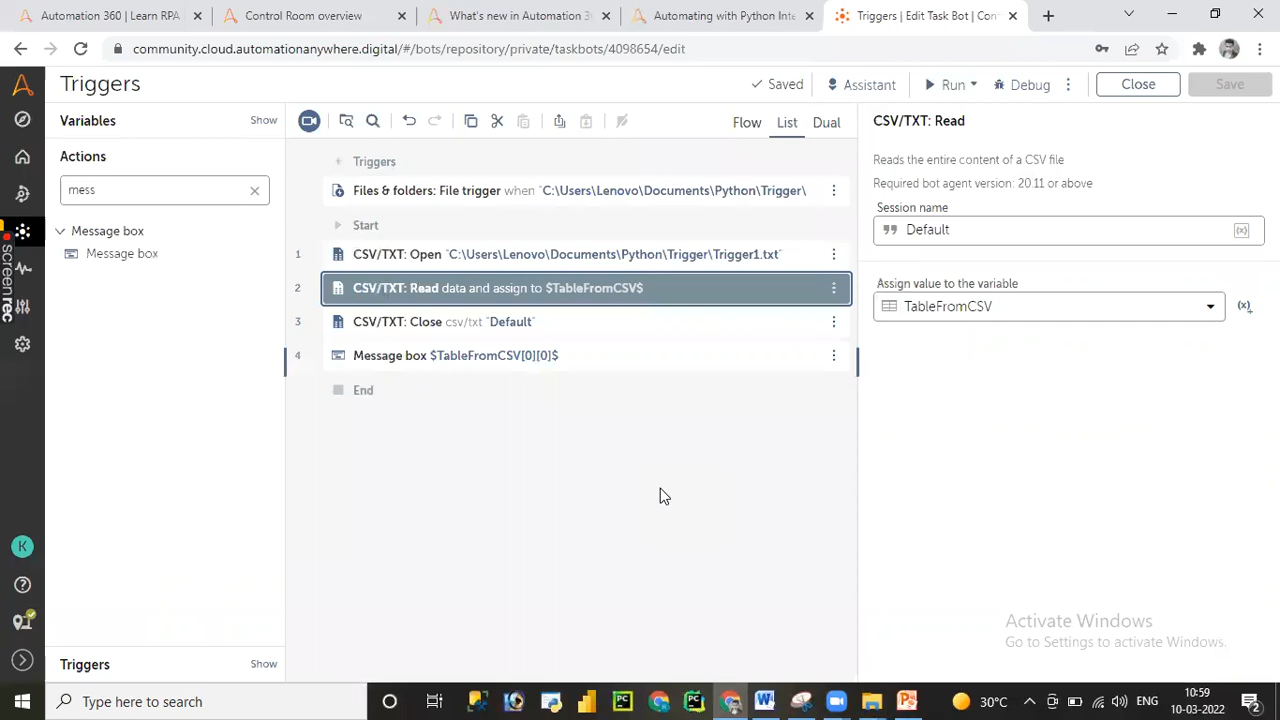 Automation 360 | Learn RPA
Control Room overview
What's new in Automation 3
Automating with Python Inte
Triggers | Edit Task Bot | Con
community.cloud.automationanywhere.digital/#/bots/repository/private/taskbots/4098654/edit
Triggers
Saved
Assistant
Run
Debug
Close
Save
Variables
Show
Actions
mess
Message box
Message box
Triggers
Show
Flow
List
Dual
Triggers
Files & folders: File trigger when "C:\Users\Lenovo\Documents\Python\Trigger\
Start
1 CSV/TXT: Open "C:\Users\Lenovo\Documents\Python\Trigger\Trigger1.txt"
2 CSV/TXT: Read data and assign to $TableFromCSV$
3 CSV/TXT: Close csv/txt "Default"
4 Message box $TableFromCSV[0][0]$
End
CSV/TXT: Read
Reads the entire content of a CSV file
Required bot agent version: 20.11 or above
Session name
Default
(x)
Assign value to the variable
TableFromCSV
(x)+
Activate Windows
Go to Settings to activate Windows.
screenrec
K
Type here to search
30°C
ENG
10:59
10-03-2022
2